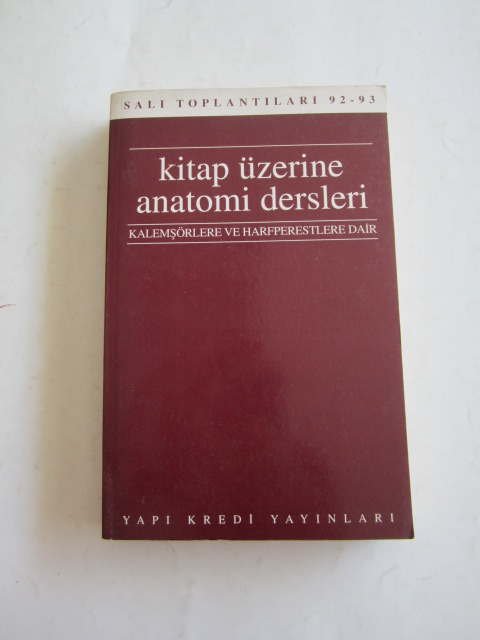 SALI TOPLANTILARI 92-93
kitap üzerine
anatomi dersleri
KALEMŞÖRLERE VE HARFPERESTLERE DAİR
YAPI KREDİ YAYINLARI